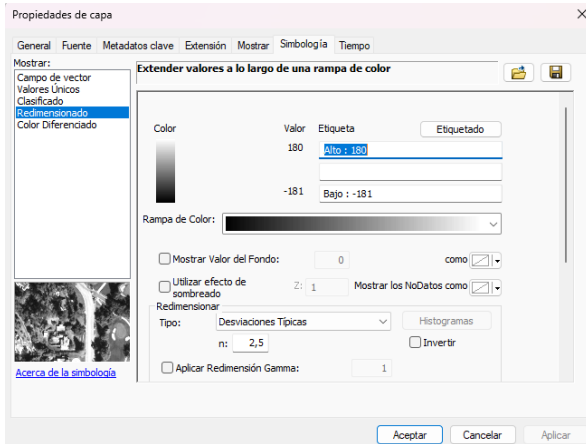 Propiedades de capa
General Fuente Metadatos clave Extensión Mostrar Simbología Tiempo
Mostrar:
Campo de vector
Valores Únicos
Clasificado
Redimensionado
Color Diferenciado
Acerca de la simbología
Extender valores a lo largo de una rampa de color
Color Valor Etiqueta Etiquetado
180 Alto : 180
-181 Bajo : -181
Rampa de Color:
Mostrar Valor del Fondo: 0 como
Utilizar efecto de sombreado Z: 1 Mostrar los NoDatos como
Redimensionar
Tipo: Desviaciones Típicas Histogramas
n: 2,5 Invertir
Aplicar Redimensión Gamma: 1
Aceptar Cancelar Aplicar